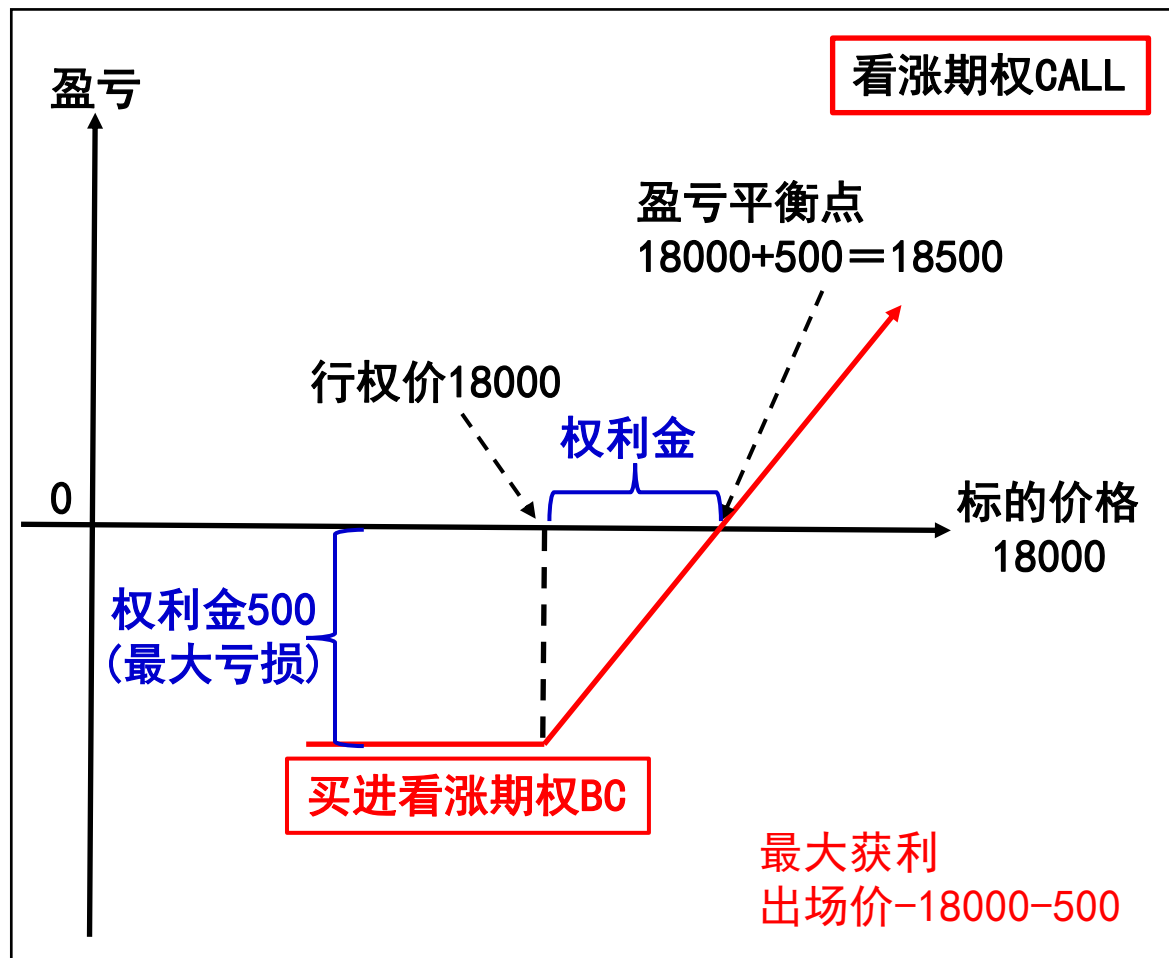 看涨期权CALL
盈亏
盈亏平衡点
18000+500＝18500
行权价18000
权利金
0
标的价格
18000
权利金500
(最大亏损)
买进看涨期权BC
最大获利
出场价-18000-500